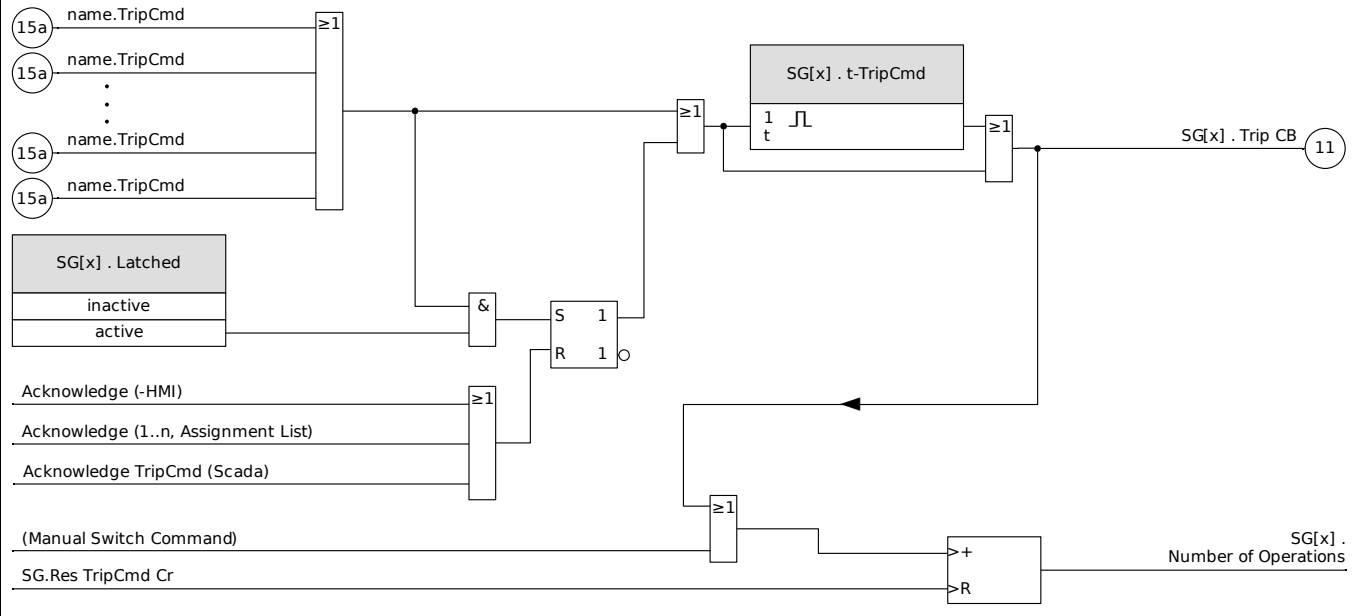 15a name.TripCmd
≥1
15a name.TripCmd
15a name.TripCmd
15a name.TripCmd
≥1
SG[x] . t-TripCmd
1
t
≥1
SG[x] . Trip CB 11
SG[x] . Latched
inactive
active
&
S 1
R 1
Acknowledge (-HMI)
≥1
Acknowledge (1..n, Assignment List)
Acknowledge TripCmd (Scada)
≥1
(Manual Switch Command)
SG.Res TripCmd Cr
>+
>R
SG[x] .
Number of Operations